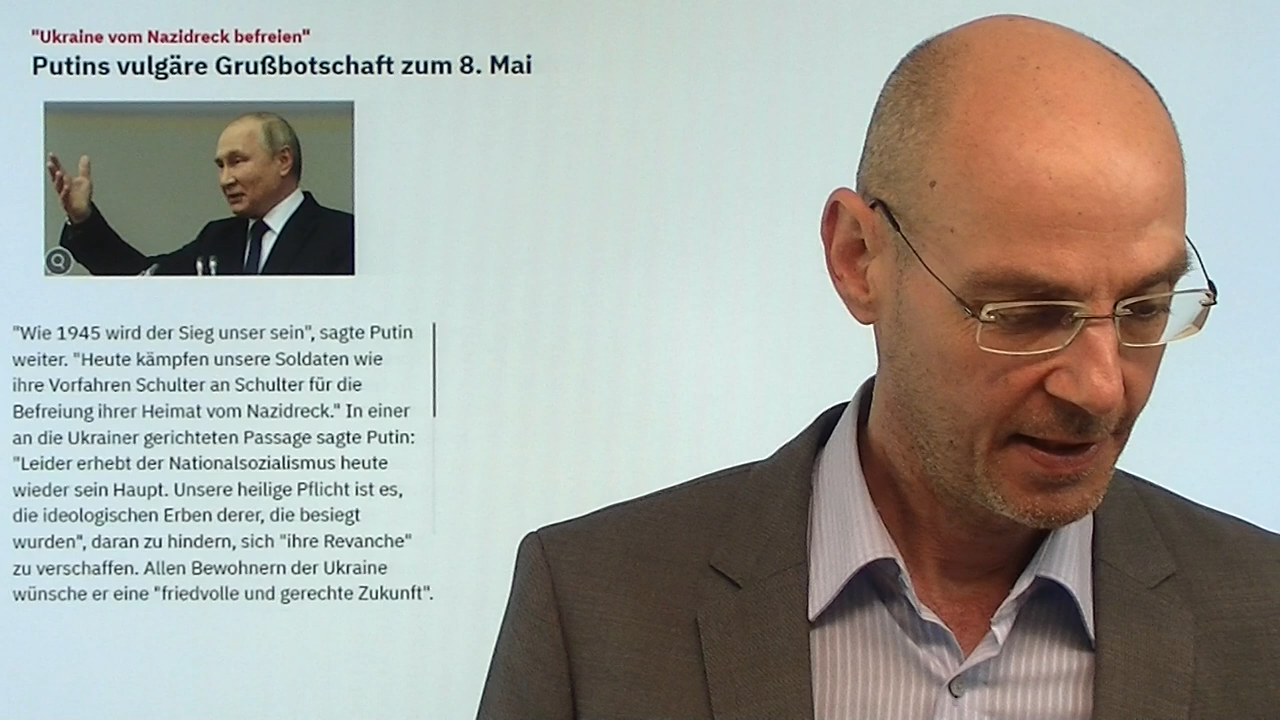 "Ukraine vom Nazidreck befreien"
Putins vulgäre Grußbotschaft zum 8. Mai
"Wie 1945 wird der Sieg unser sein", sagte Putin
weiter. "Heute kämpfen unsere Soldaten wie
ihre Vorfahren Schulter an Schulter für die
Befreiung ihrer Heimat vom Nazidreck." In einer
an die Ukrainer gerichteten Passage sagte Putin:
"Leider erhebt der Nationalsozialismus heute
wieder sein Haupt. Unsere heilige Pflicht ist es,
die ideologischen Erben derer, die besiegt
wurden", daran zu hindern, sich "ihre Revanche"
zu verschaffen. Allen Bewohnern der Ukraine
wünsche er eine "friedvolle und gerechte Zukunft".